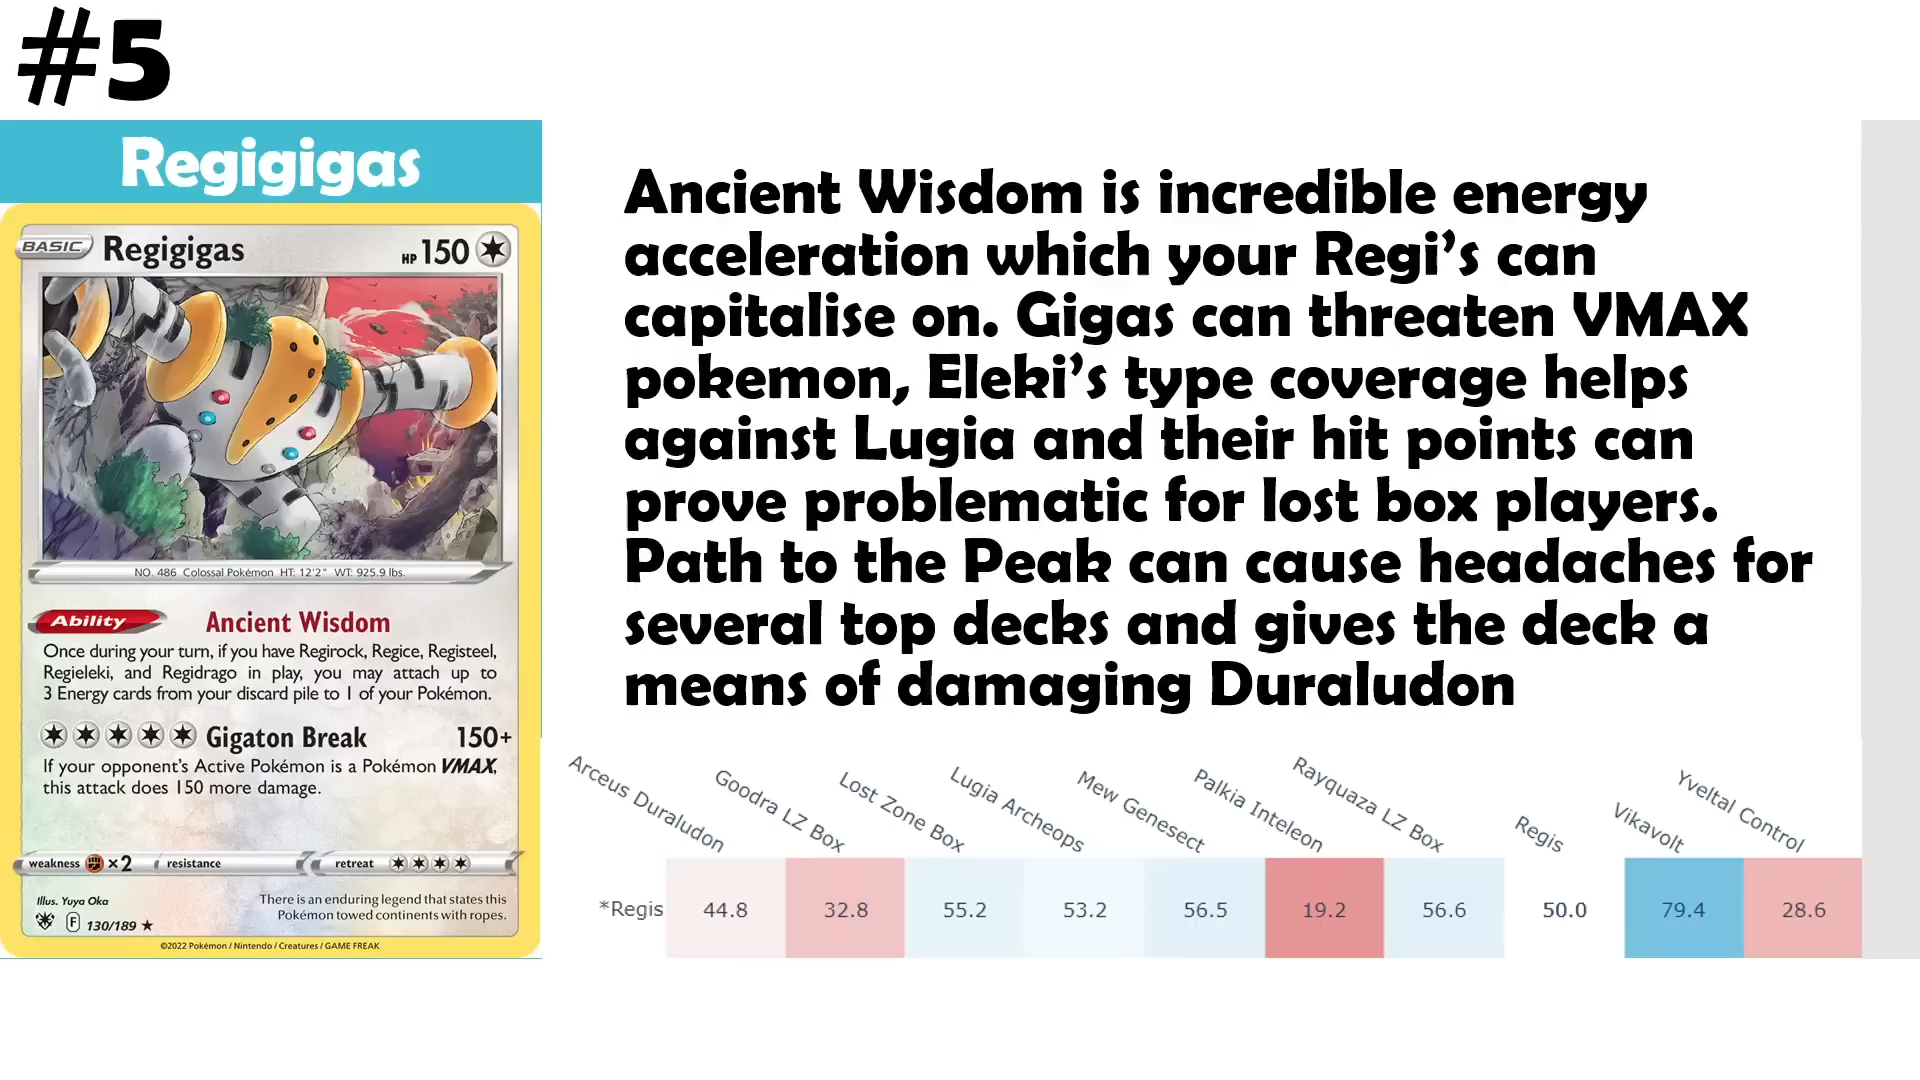 #5
Regigigas
BASIC Regigigas HP 150
NO. 486 Colossal Pokémon HT: 12'2" WT: 925.9 lbs.
Ability Ancient Wisdom
Once during your turn, if you have Regirock, Regice, Registeel,
Regieleki, and Regidrago in play, you may attach up to
3 Energy cards from your discard pile to 1 of your Pokémon.
Gigaton Break 150+
If your opponent's Active Pokémon is a Pokémon VMAX,
this attack does 150 more damage.
weakness ×2 resistance retreat
Illus. Yuya Oka
F 130/189 ★
There is an enduring legend that states this
Pokémon towed continents with ropes.
©2022 Pokémon / Nintendo / Creatures / GAME FREAK
Ancient Wisdom is incredible energy
acceleration which your Regi's can
capitalise on. Gigas can threaten VMAX
pokemon, Eleki's type coverage helps
against Lugia and their hit points can
prove problematic for lost box players.
Path to the Peak can cause headaches for
several top decks and gives the deck a
means of damaging Duraludon
Arceus Duraludon
Goodra LZ Box
Lost Zone Box
Lugia Archeops
Mew Genesect
Palkia Inteleon
Rayquaza LZ Box
Regis
Vikavolt
Yveltal Control
*Regis 44.8 32.8 55.2 53.2 56.5 19.2 56.6 50.0 79.4 28.6